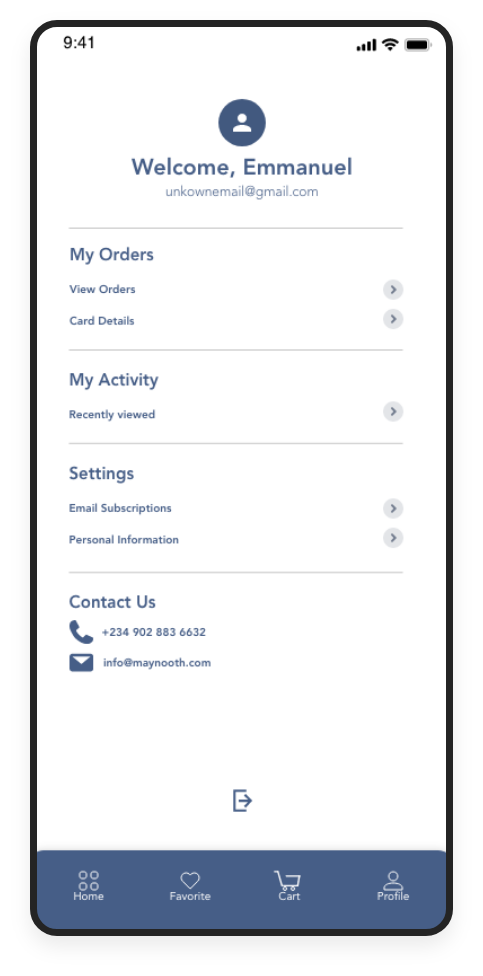 9:41
Welcome, Emmanuel
unkownemail@gmail.com
My Orders
View Orders
Card Details
My Activity
Recently viewed
Settings
Email Subscriptions
Personal Information
Contact Us
+234 902 883 6632
info@maynooth.com
Home Favorite Cart Profile